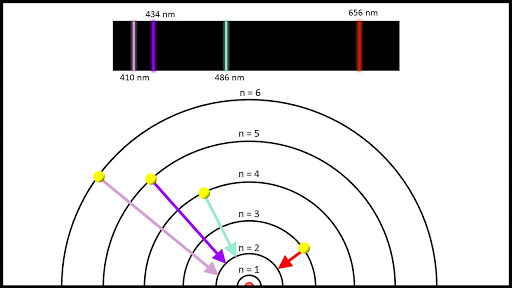 434 nm
656 nm
410 nm
486 nm
n = 6
n = 5
n = 4
n = 3
n = 2
n = 1